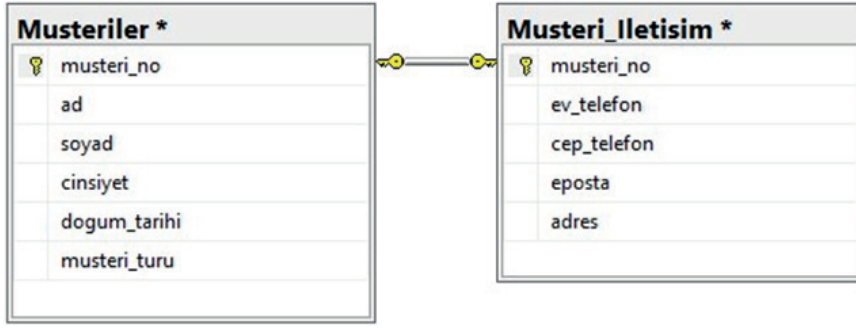 Musteriler *
musteri_no
ad
soyad
cinsiyet
dogum_tarihi
musteri_turu
Musteri_Iletisim *
musteri_no
ev_telefon
cep_telefon
eposta
adres